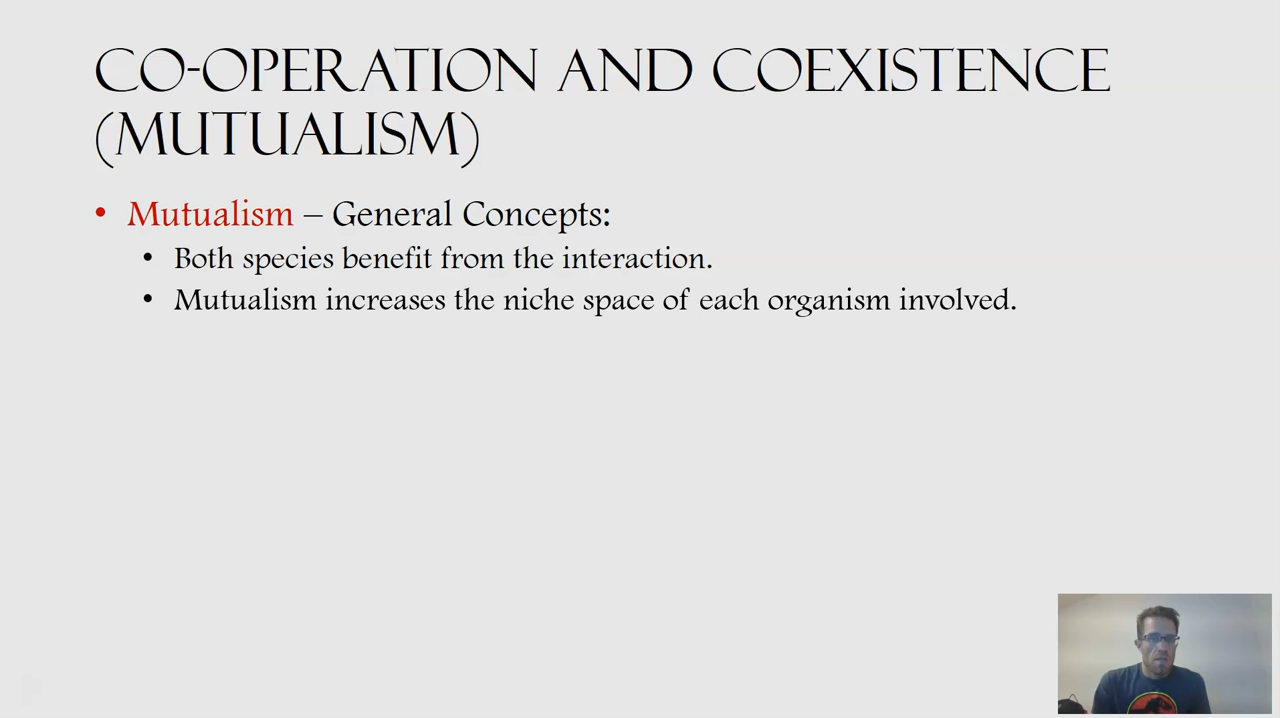 CO-OPERATION AND COEXISTENCE
(MUTUALISM)
• Mutualism – General Concepts:
• Both species benefit from the interaction.
• Mutualism increases the niche space of each organism involved.